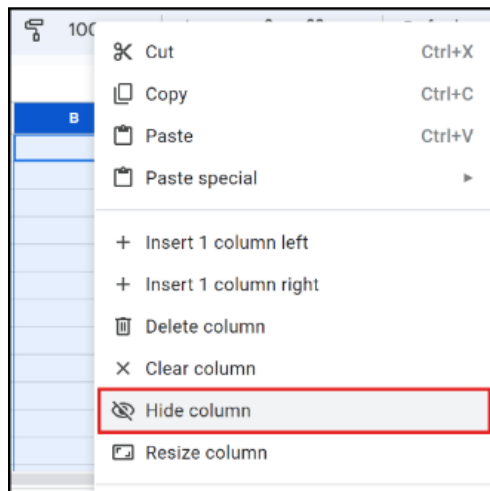 100
Cut Ctrl+X
B
Copy Ctrl+C
Paste Ctrl+V
Paste special
Insert 1 column left
Insert 1 column right
Delete column
Clear column
Hide column
Resize column